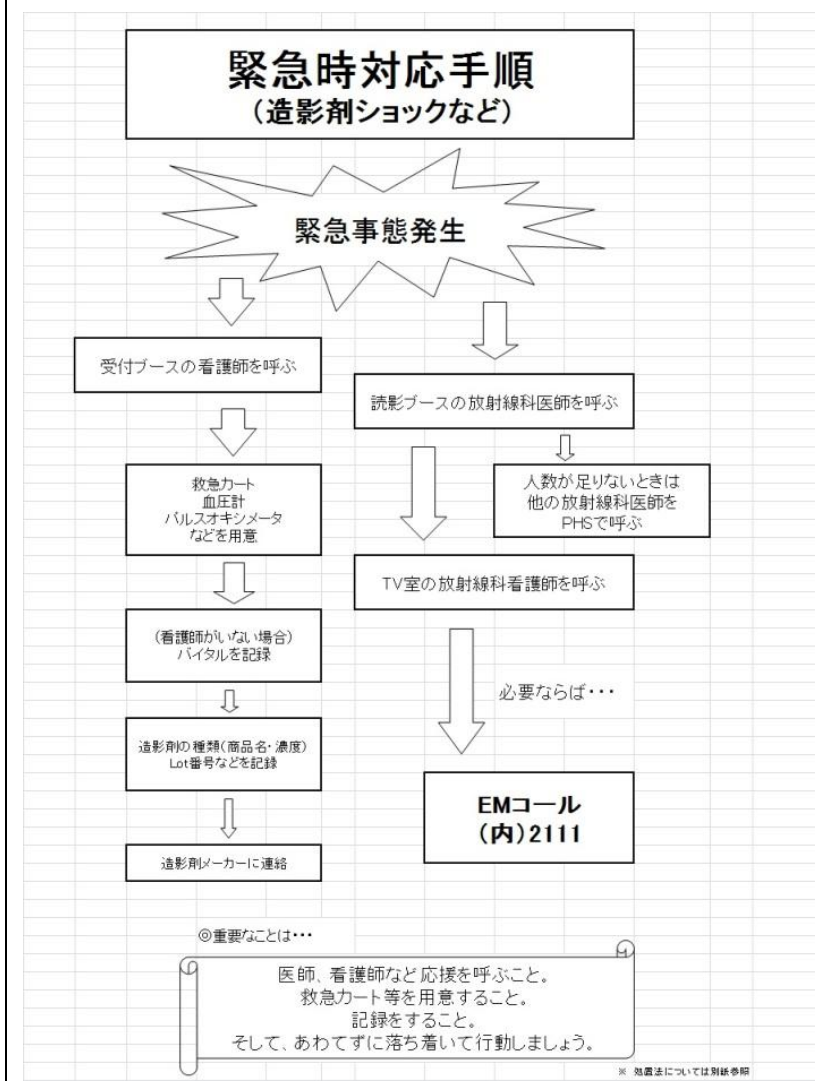 緊急時対応手順
（造影剤ショックなど）
緊急事態発生
受付ブースの看護師を呼ぶ
救急カート
血圧計
パルスオキシメータ
などを用意
（看護師がいない場合）
バイタルを記録
造影剤の種類（商品名・濃度）
Lot番号などを記録
造影剤メーカーに連絡
読影ブースの放射線科医師を呼ぶ
人数が足りないときは
他の放射線科医師を
PHSで呼ぶ
TV室の放射線科看護師を呼ぶ
必要ならば・・・
EMコール
（内）2111
◎重要なことは・・・
医師、看護師など応援を呼ぶこと。
救急カート等を用意すること。
記録をすること。
そして、あわてずに落ち着いて行動しましょう。
※ 処置法については別紙参照